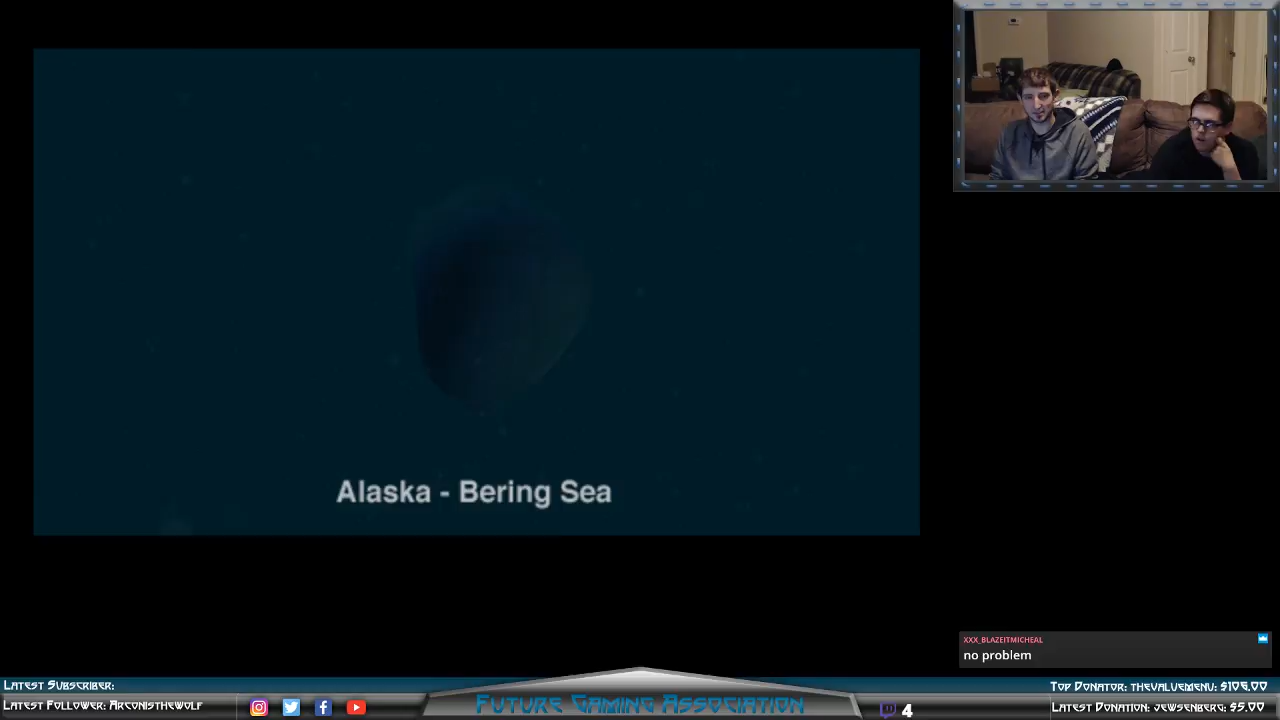 Alaska - Bering Sea
XXX_BLAZEITMICHEAL
no problem
Latest Subscriber:
Latest Follower: Arconisthewolf
Future Gaming Association
4
Top Donator: thevaluemenu: $106.00
Latest Donation: jewsenberg: $5.00